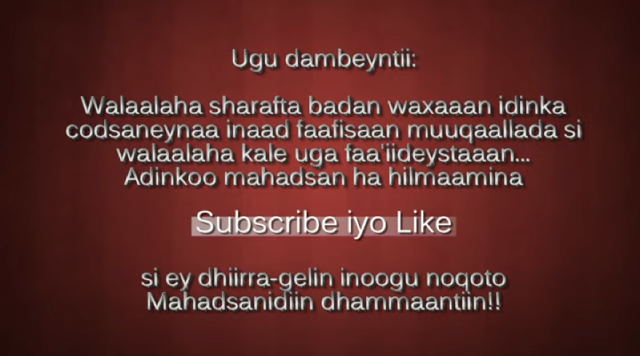 Ugu dambeyntii:
Walaalaha sharafta badan waxaaan idinka
codsaneynaa inaad faafisaan muuqaallada si
walaalaha kale uga faa'iideystaaan...
Adinkoo mahadsan ha hilmaamina
Subscribe iyo Like
si ey dhiirra-gelin inoogu noqoto
Mahadsanidiin dhammaantiin!!